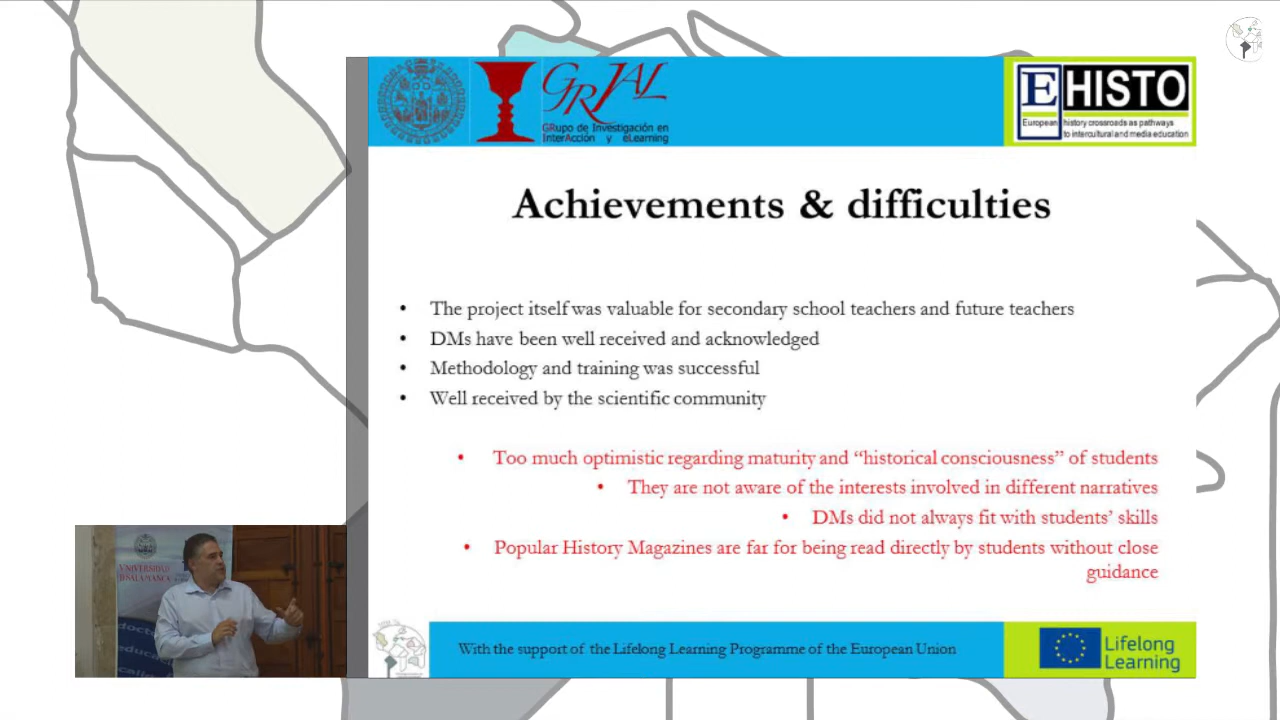 GRIAL
GRupo de Investigación en
InterAcción y eLearning
EHISTO
European history crossroads as pathways
to intercultural and media education
Achievements & difficulties
• The project itself was valuable for secondary school teachers and future teachers
• DMs have been well received and acknowledged
• Methodology and training was successful
• Well received by the scientific community
• Too much optimistic regarding maturity and “historical consciousness” of students
• They are not aware of the interests involved in different narratives
• DMs did not always fit with students’ skills
• Popular History Magazines are far for being read directly by students without close
guidance
UNIVERSIDAD
DSALAMANCA
With the support of the Lifelong Learning Programme of the European Union
Lifelong
Learning